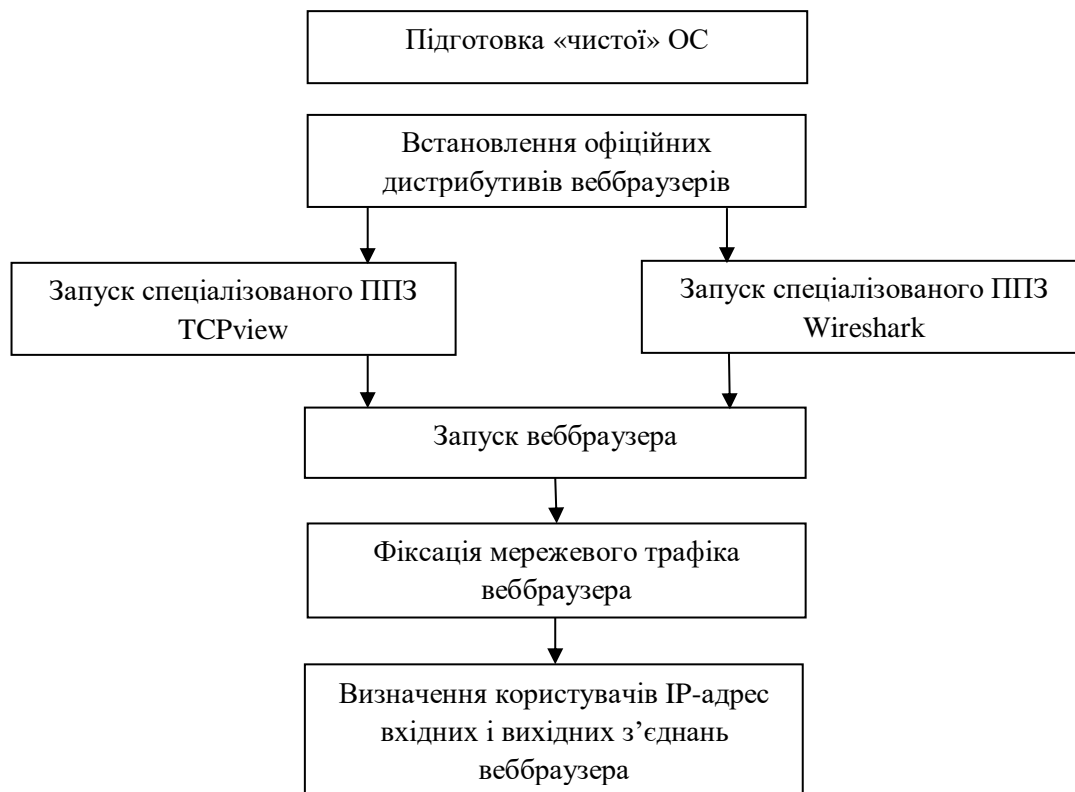 Підготовка «чистої» ОС
Встановлення офіційних
дистрибутивів веббраузерів
Запуск спеціалізованого ППЗ
TCPview
Запуск спеціалізованого ППЗ
Wireshark
Запуск веббраузера
Фіксація мережевого трафіка
веббраузера
Визначення користувачів IP-адрес
вхідних і вихідних з’єднань
веббраузера